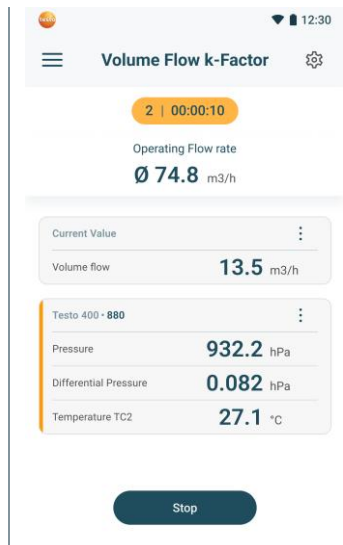 testo
12:30
Volume Flow k-Factor
2 | 00:00:10
Operating Flow rate
Ø 74.8 m3/h
Current Value
Volume flow 13.5 m3/h
Testo 400 • 880
Pressure 932.2 hPa
Differential Pressure 0.082 hPa
Temperature TC2 27.1 °C
Stop